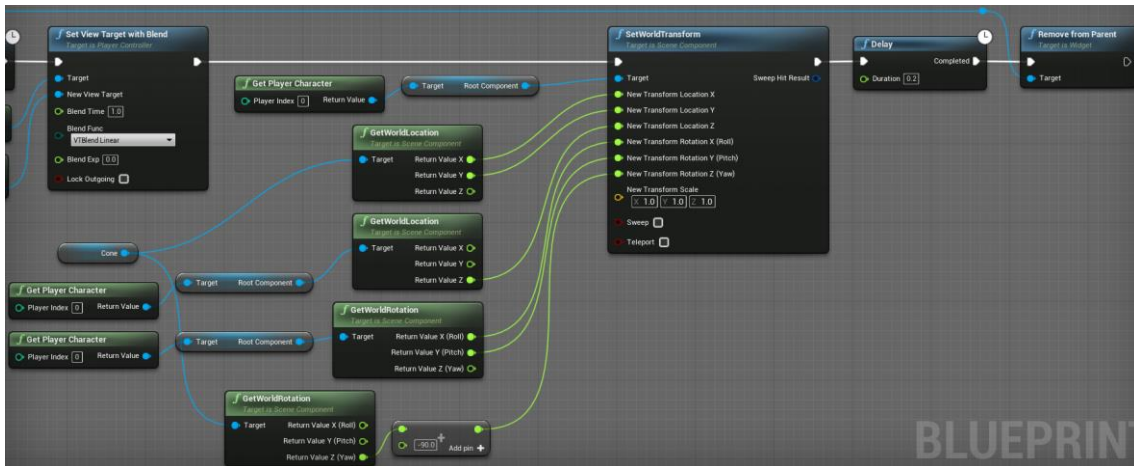 Set View Target with Blend
Target is Player Controller
Target
New View Target
Blend Time 1.0
Blend Func
VTBlend Linear
Blend Exp 0.0
Lock Outgoing
Get Player Character
Player Index 0 Return Value
Target Root Component
SetWorldTransform
Target is Scene Component
Target Sweep Hit Result
New Transform Location X
New Transform Location Y
New Transform Location Z
New Transform Rotation X (Roll)
New Transform Rotation Y (Pitch)
New Transform Rotation Z (Yaw)
New Transform Scale
X 1.0 Y 1.0 Z 1.0
Sweep
Teleport
Delay
Completed
Duration 0.2
Remove from Parent
Target is Widget
Target
GetWorldLocation
Target is Scene Component
Target Return Value X
Return Value Y
Return Value Z
GetWorldLocation
Target is Scene Component
Target Return Value X
Return Value Y
Return Value Z
Cone
Get Player Character
Player Index 0 Return Value
Target Root Component
Get Player Character
Player Index 0 Return Value
Target Root Component
GetWorldRotation
Target is Scene Component
Target Return Value X (Roll)
Return Value Y (Pitch)
Return Value Z (Yaw)
GetWorldRotation
Target is Scene Component
Target Return Value X (Roll)
Return Value Y (Pitch)
Return Value Z (Yaw)
+
-90.0 Add pin +
BLUEPRINT